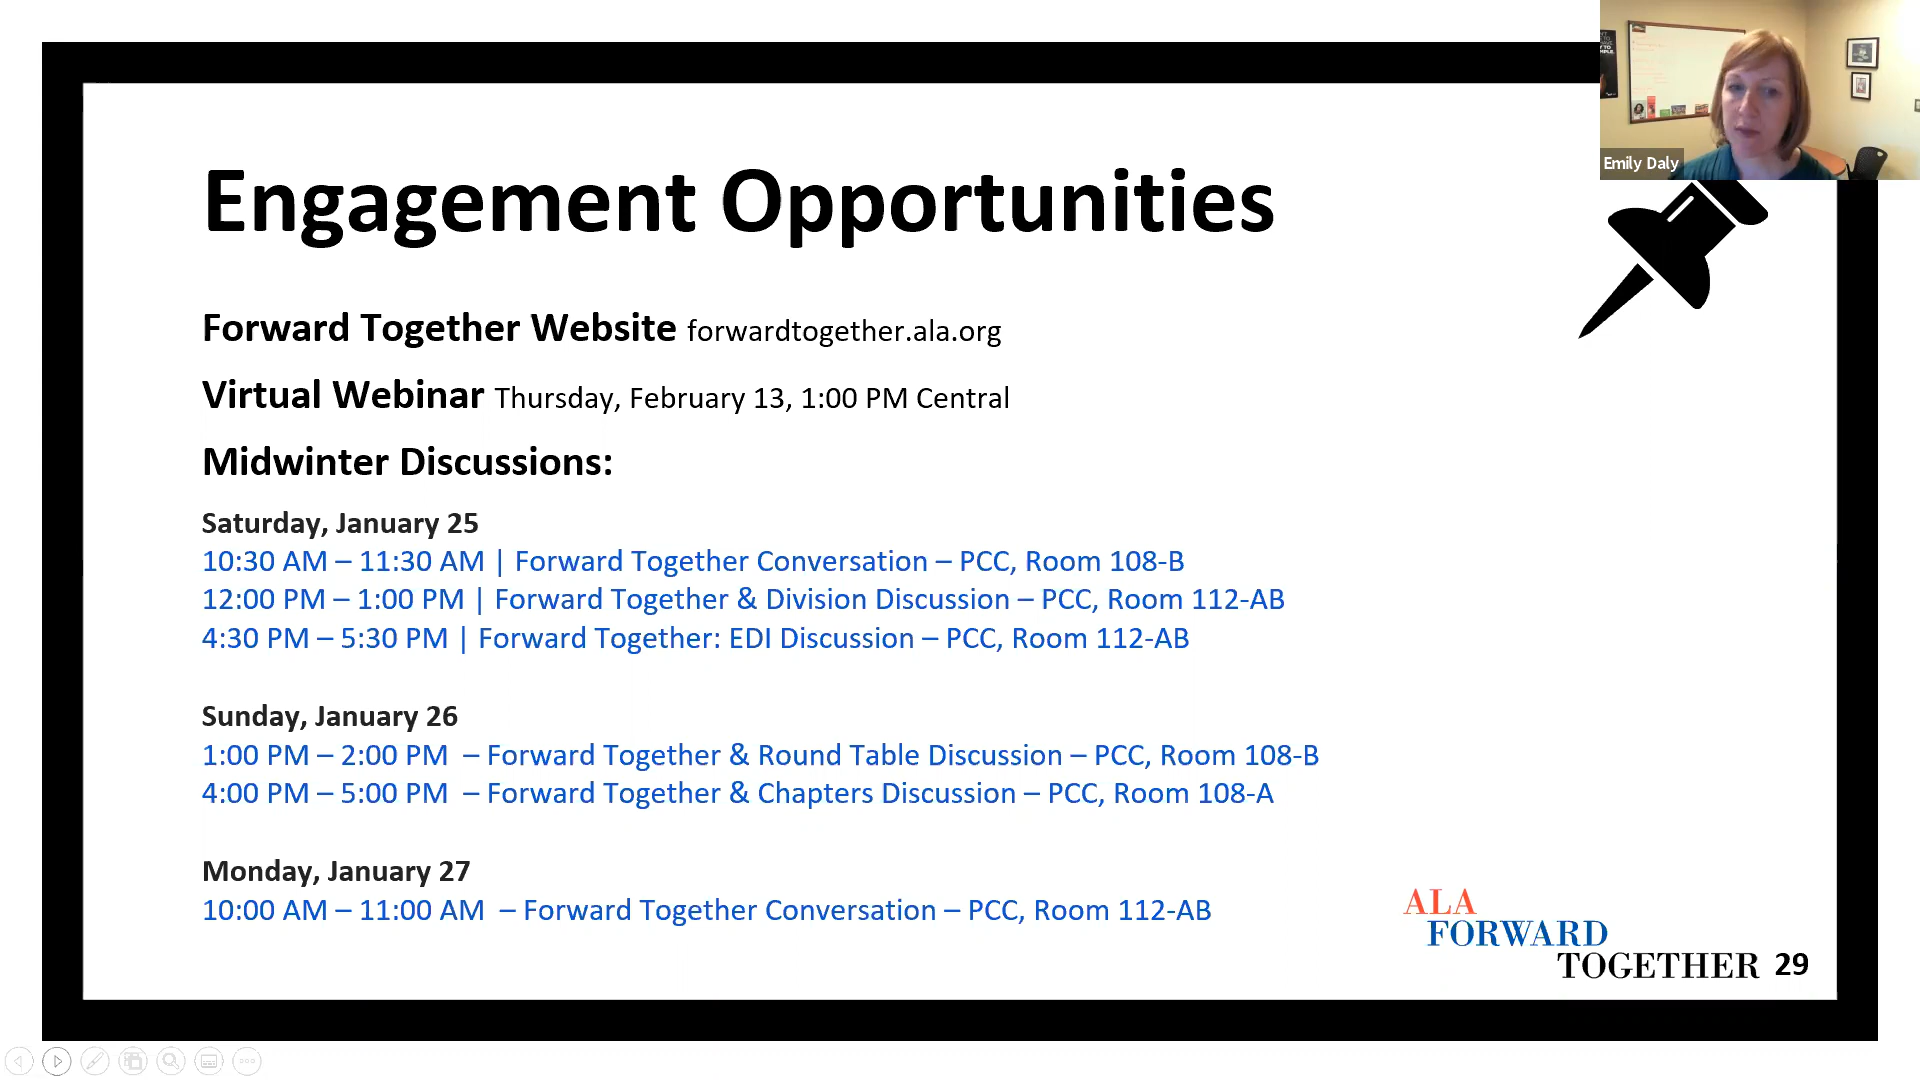 Emily Daly
Engagement Opportunities
Forward Together Website forwardtogether.ala.org
Virtual Webinar Thursday, February 13, 1:00 PM Central
Midwinter Discussions:
Saturday, January 25
10:30 AM – 11:30 AM | Forward Together Conversation – PCC, Room 108-B
12:00 PM – 1:00 PM | Forward Together & Division Discussion – PCC, Room 112-AB
4:30 PM – 5:30 PM | Forward Together: EDI Discussion – PCC, Room 112-AB
Sunday, January 26
1:00 PM – 2:00 PM – Forward Together & Round Table Discussion – PCC, Room 108-B
4:00 PM – 5:00 PM – Forward Together & Chapters Discussion – PCC, Room 108-A
Monday, January 27
10:00 AM – 11:00 AM – Forward Together Conversation – PCC, Room 112-AB
ALA
FORWARD
TOGETHER 29